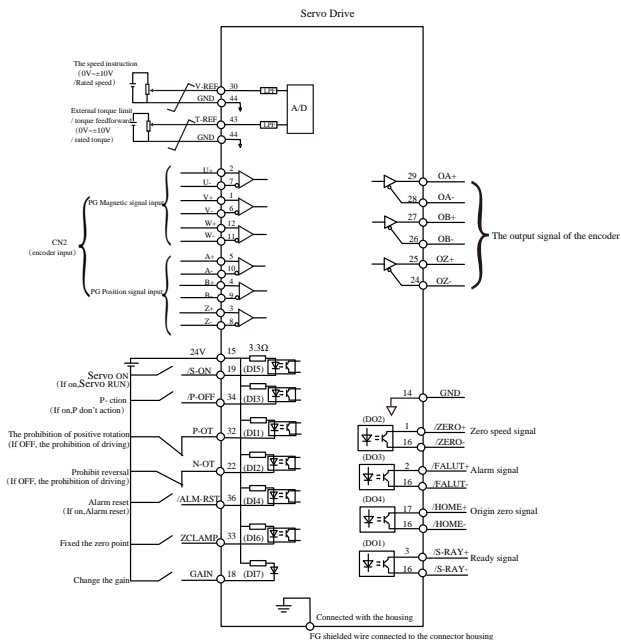 Servo Drive
The speed instruction
(0V~±10V
/Rated speed)
V-REF 30 LPF
GND 44
A/D
External torque limit
/ torque feedforward
(0V~±10V
/ rated torque)
T-REF 43 LPF
GND 44
CN2
(encoder input)
PG Magnetic signal input
U+ 2
U- 7
V+ 1
V- 6
W+ 12
W- 11
PG Position signal input
A+ 5
A- 10
B+ 4
B- 9
Z+ 3
Z- 8
29 OA+
28 OA-
27 OB+
26 OB-
25 OZ+
24 OZ-
The output signal of the encoder
24V 15 3.3Ω
Servo ON
(If on,Servo RUN)
/S-ON 19 (DI5)
P- ction
(If on,P don't action)
/P-OFF 34 (DI3)
The prohibition of positive rotation
(If OFF, the prohibition of driving)
P-OT 32 (DI1)
Prohibit reversal
(If OFF, the prohibition of driving)
N-OT 22 (DI2)
Alarm reset
(If on,Alarm reset)
/ALM-RST 36 (DI4)
Fixed the zero point
ZCLAMP 33 (DI6)
Change the gain
GAIN 18 (DI7)
14 GND
(DO2)
1 /ZERO+
16 /ZERO-
Zero speed signal
(DO3)
2 /FALUT+
16 /FALUT-
Alarm signal
(DO4)
17 /HOME+
16 /HOME-
Origin zero signal
(DO1)
3 /S-RAY+
16 /S-RAY-
Ready signal
Connected with the housing
FG shielded wire connected to the connector housing